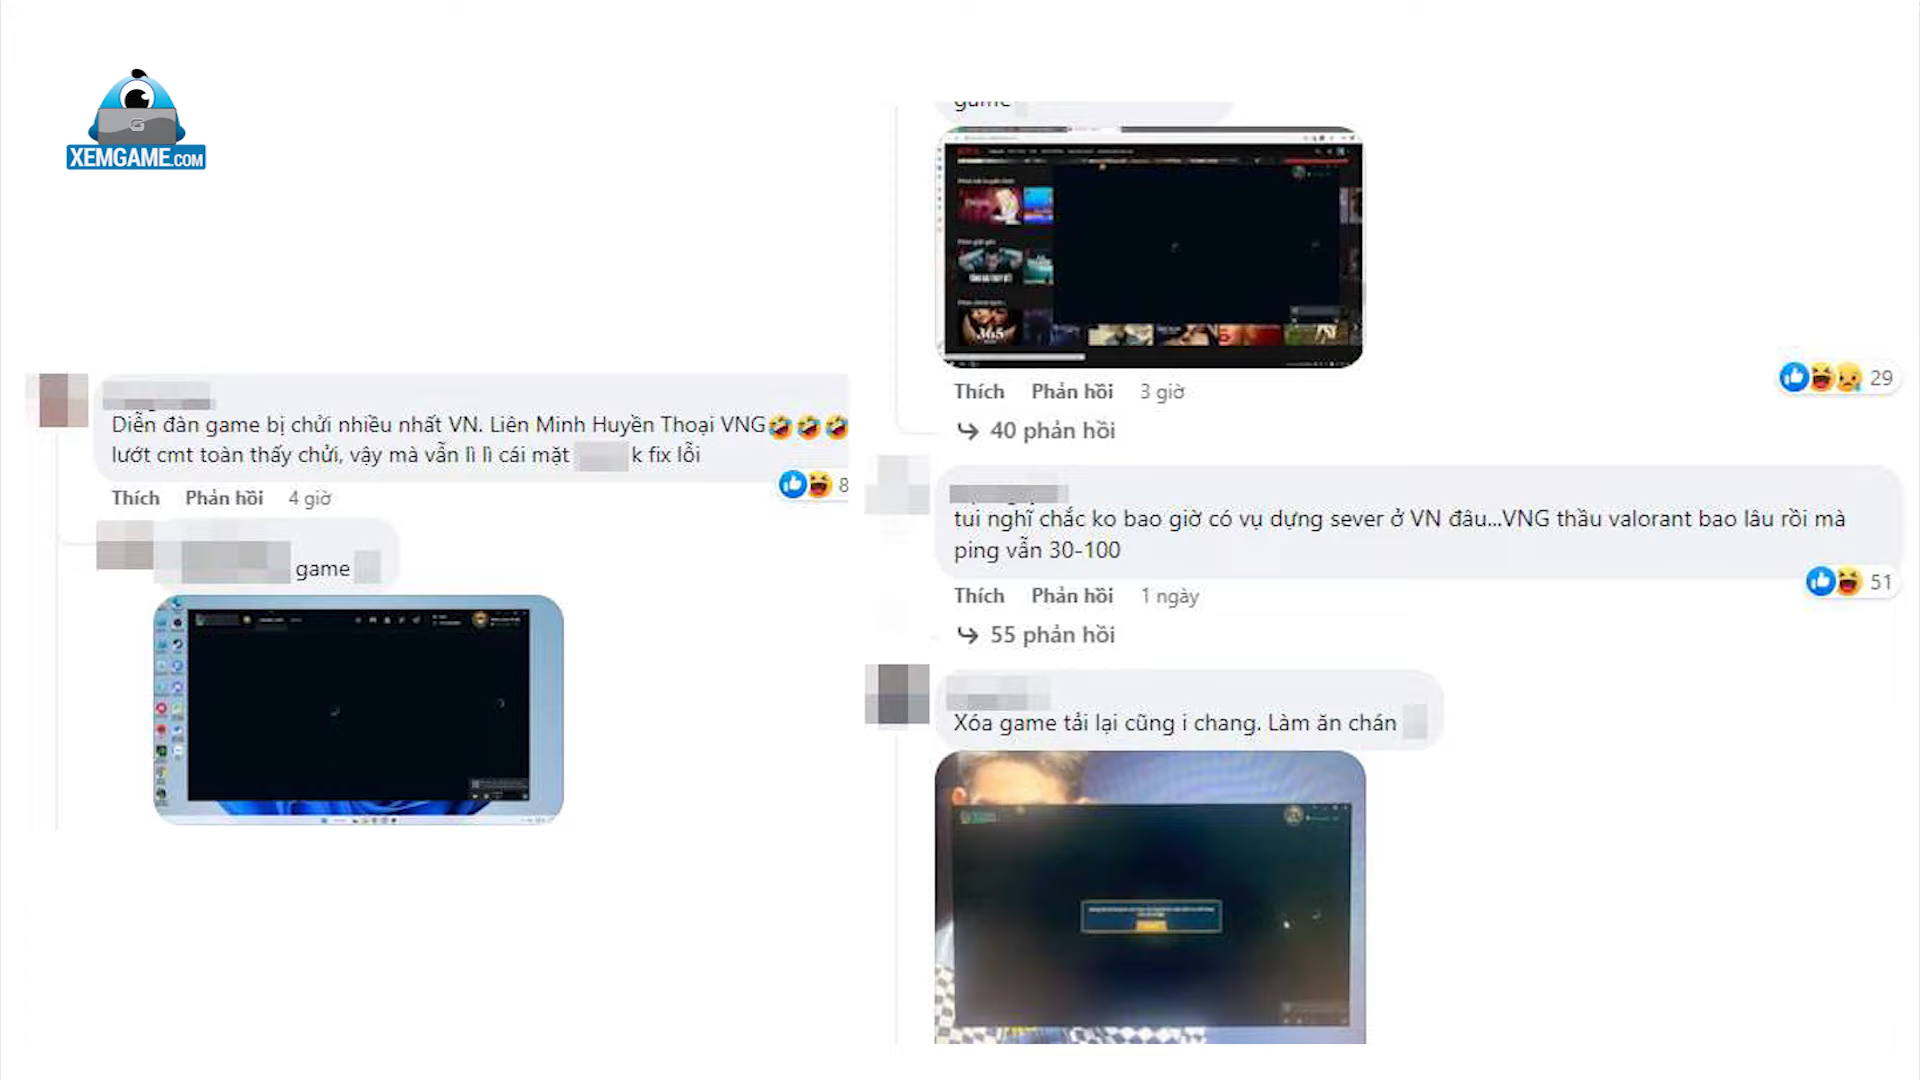 XEMGAME.COM
Diễn đàn game bị chửi nhiều nhất VN. Liên Minh Huyền Thoại VNG🤣🤣🤣
lướt cmt toàn thấy chửi, vậy mà vẫn lì lì cái mặt k fix lỗi
8
Thích Phản hồi 4 giờ
game
game
365
Thích Phản hồi 3 giờ
29
40 phản hồi
tui nghĩ chắc ko bao giờ có vụ dựng sever ở VN đâu...VNG thầu valorant bao lâu rồi mà
ping vẫn 30-100
51
Thích Phản hồi 1 ngày
55 phản hồi
Xóa game tải lại cũng i chang. Làm ăn chán